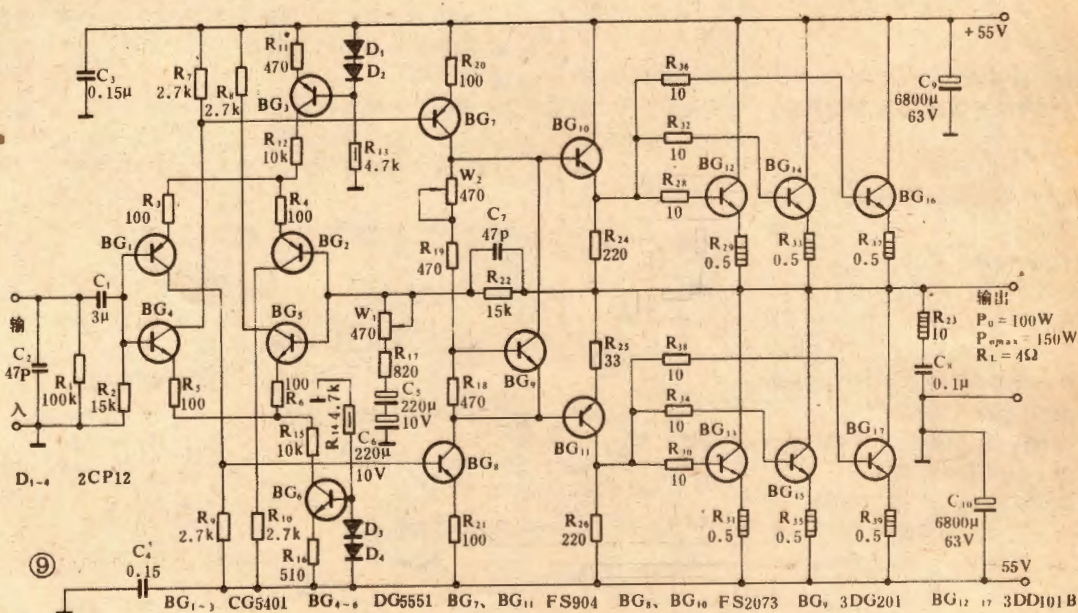 +55V
C₃
0.15μ
R₇
2.7k
R₈
2.7k
R₁₁
470
D₁
D₂
BG₃
R₁₂
10k
R₁₃
4.7k
R₂₀
100
BG₇
W₂
470
R₁₉
470
C₇
47p
R₂₂
15k
BG₁₀
R₂₄
220
R₃₆
10
R₃₂
10
R₂₈
10
BG₁₂
BG₁₄
BG₁₆
R₂₉
0.5
R₃₃
0.5
R₃₇
0.5
C₉
6800μ
63V
R₃
100
R₄
100
BG₁
BG₂
BG₄
BG₅
C₁
3μ
输
入
C₂
47P
R₁
100k
R₂
15k
R₅
100
100
R₆
R₁₄ 4.7k
W₁
470
R₁₇
820
C₅
220μ
10V
C₆
220μ
10V
R₁₅
10k
BG₆
R₁₆
510
D₃
D₄
R₁₈
470
BG₉
BG₈
R₂₁
100
R₂₅
33
BG₁₁
R₂₆
220
R₃₈
10
R₃₄
10
R₃₀
10
BG₁₃
BG₁₅
BG₁₇
R₃₁
0.5
R₃₅
0.5
R₃₉
0.5
R₂₃
10
C₈
0.1μ
输出
P₀=100W
Pₒₘₐₓ=150W
R_L=4Ω
C₁₀
6800μ
63V
-55V
D₁~₄ 2CP12
R₉
2.7k
R₁₀
2.7k
C₄
0.15
⑨
BG₁~₃ CG5401 BG₄~₆ DG5551 BG₇、BG₁₁ FS904 BG₈、BG₁₀ FS2073 BG₉ 3DG201 BG₁₂~₁₇ 3DD101B